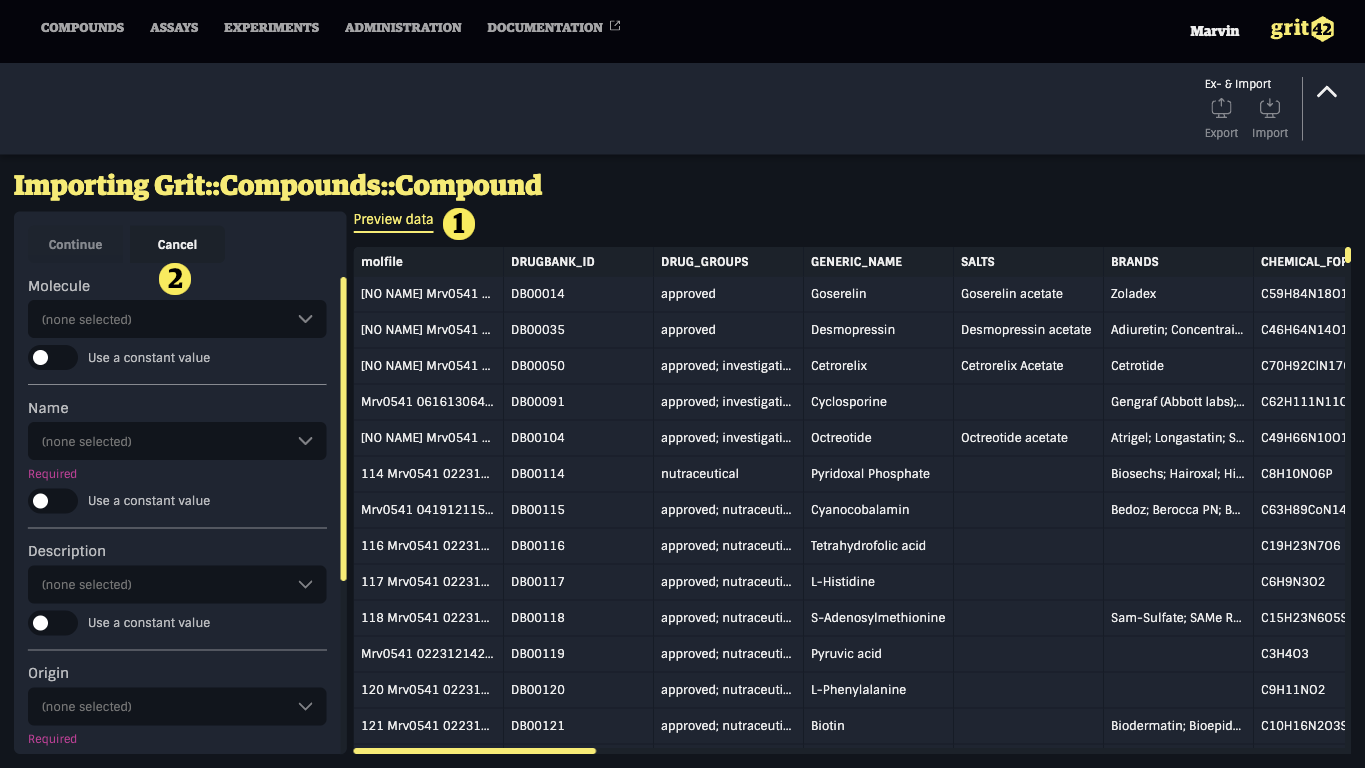 COMPOUNDS ASSAYS EXPERIMENTS ADMINISTRATION DOCUMENTATION Marvin grit42
Ex- & Import
Export Import
Importing Grit::Compounds::Compound
Preview data 1
Continue Cancel
2
Molecule
(none selected)
Use a constant value
Name
(none selected)
Required
Use a constant value
Description
(none selected)
Use a constant value
Origin
(none selected)
Required
molfile DRUGBANK_ID DRUG_GROUPS GENERIC_NAME SALTS BRANDS CHEMICAL_FOR
[NO NAME] Mrv0541 ... DB00014 approved Goserelin Goserelin acetate Zoladex C59H84N18O1
[NO NAME] Mrv0541 ... DB00035 approved Desmopressin Desmopressin acetate Adiuretin; Concentrai... C46H64N14O1
[NO NAME] Mrv0541 ... DB00050 approved; investigati... Cetrorelix Cetrorelix Acetate Cetrotide C70H92ClN17
Mrv0541 061613064... DB00091 approved; investigati... Cyclosporine Gengraf (Abbott labs);... C62H111N11O
[NO NAME] Mrv0541 ... DB00104 approved; investigati... Octreotide Octreotide acetate Atrigel; Longastatin; S... C49H66N10O1
114 Mrv0541 02231... DB00114 nutraceutical Pyridoxal Phosphate Biosechs; Hairoxal; Hi... C8H10NO6P
Mrv0541 041912115... DB00115 approved; nutraceuti... Cyanocobalamin Bedoz; Berocca PN; B... C63H89CoN14
116 Mrv0541 02231... DB00116 approved; nutraceuti... Tetrahydrofolic acid C19H23N7O6
117 Mrv0541 02231... DB00117 approved; nutraceuti... L-Histidine C6H9N3O2
118 Mrv0541 02231... DB00118 approved; nutraceuti... S-Adenosylmethionine Sam-Sulfate; SAMe R... C15H23N6O5S
Mrv0541 022312142... DB00119 approved; nutraceuti... Pyruvic acid C3H4O3
120 Mrv0541 02231... DB00120 approved; nutraceuti... L-Phenylalanine C9H11NO2
121 Mrv0541 02231... DB00121 approved; nutraceuti... Biotin Biodermatin; Bioepid... C10H16N2O3S